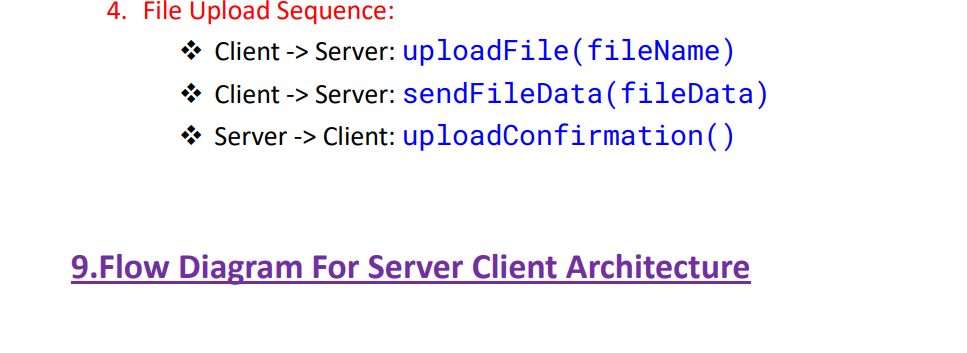 4. File Upload Sequence:
❖ Client -> Server: uploadFile(fileName)
❖ Client -> Server: sendFileData(fileData)
❖ Server -> Client: uploadConfirmation()
9.Flow Diagram For Server Client Architecture